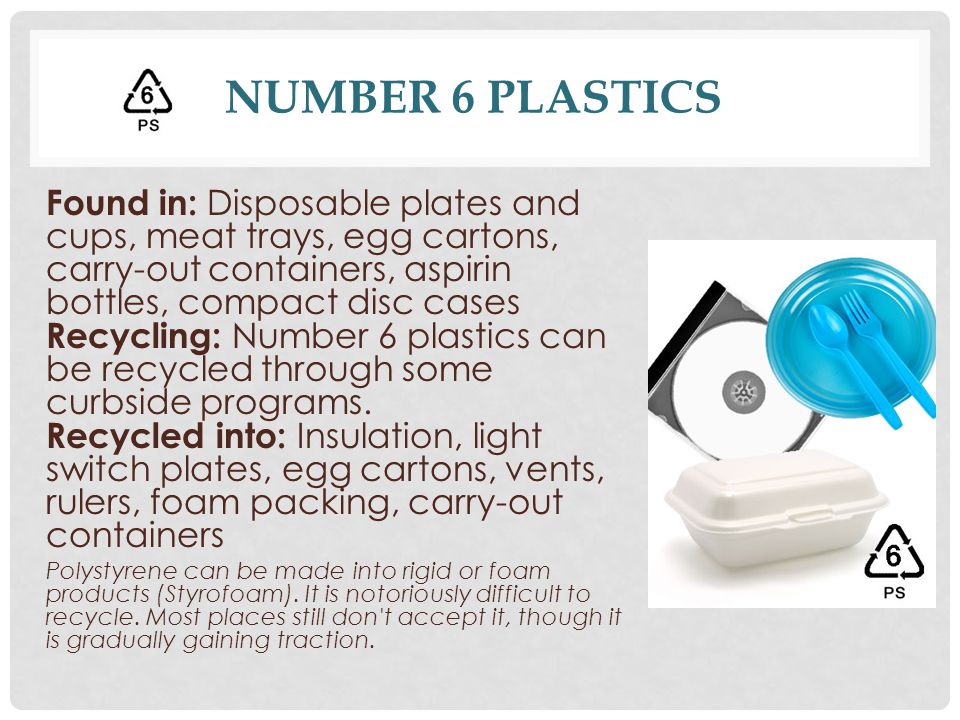 6
PS
NUMBER 6 PLASTICS
Found in: Disposable plates and
cups, meat trays, egg cartons,
carry-out containers, aspirin
bottles, compact disc cases
Recycling: Number 6 plastics can
be recycled through some
curbside programs.
Recycled into: Insulation, light
switch plates, egg cartons, vents,
rulers, foam packing, carry-out
containers
Polystyrene can be made into rigid or foam
products (Styrofoam). It is notoriously difficult to
recycle. Most places still don't accept it, though it
is gradually gaining traction.
6
PS